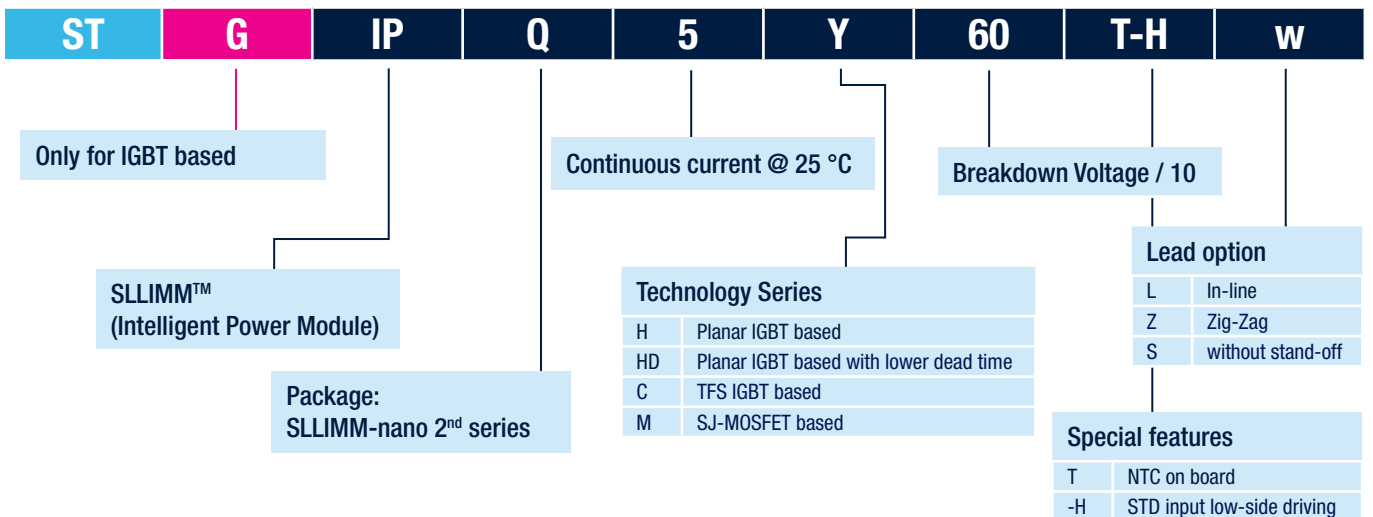 ST G IP Q 5 Y 60 T-H w
Only for IGBT based
Continuous current @ 25 °C
Breakdown Voltage / 10
SLLIMM™
(Intelligent Power Module)
Package:
SLLIMM-nano 2nd series
Technology Series
H Planar IGBT based
HD Planar IGBT based with lower dead time
C TFS IGBT based
M SJ-MOSFET based
Lead option
L In-line
Z Zig-Zag
S without stand-off
Special features
T NTC on board
-H STD input low-side driving